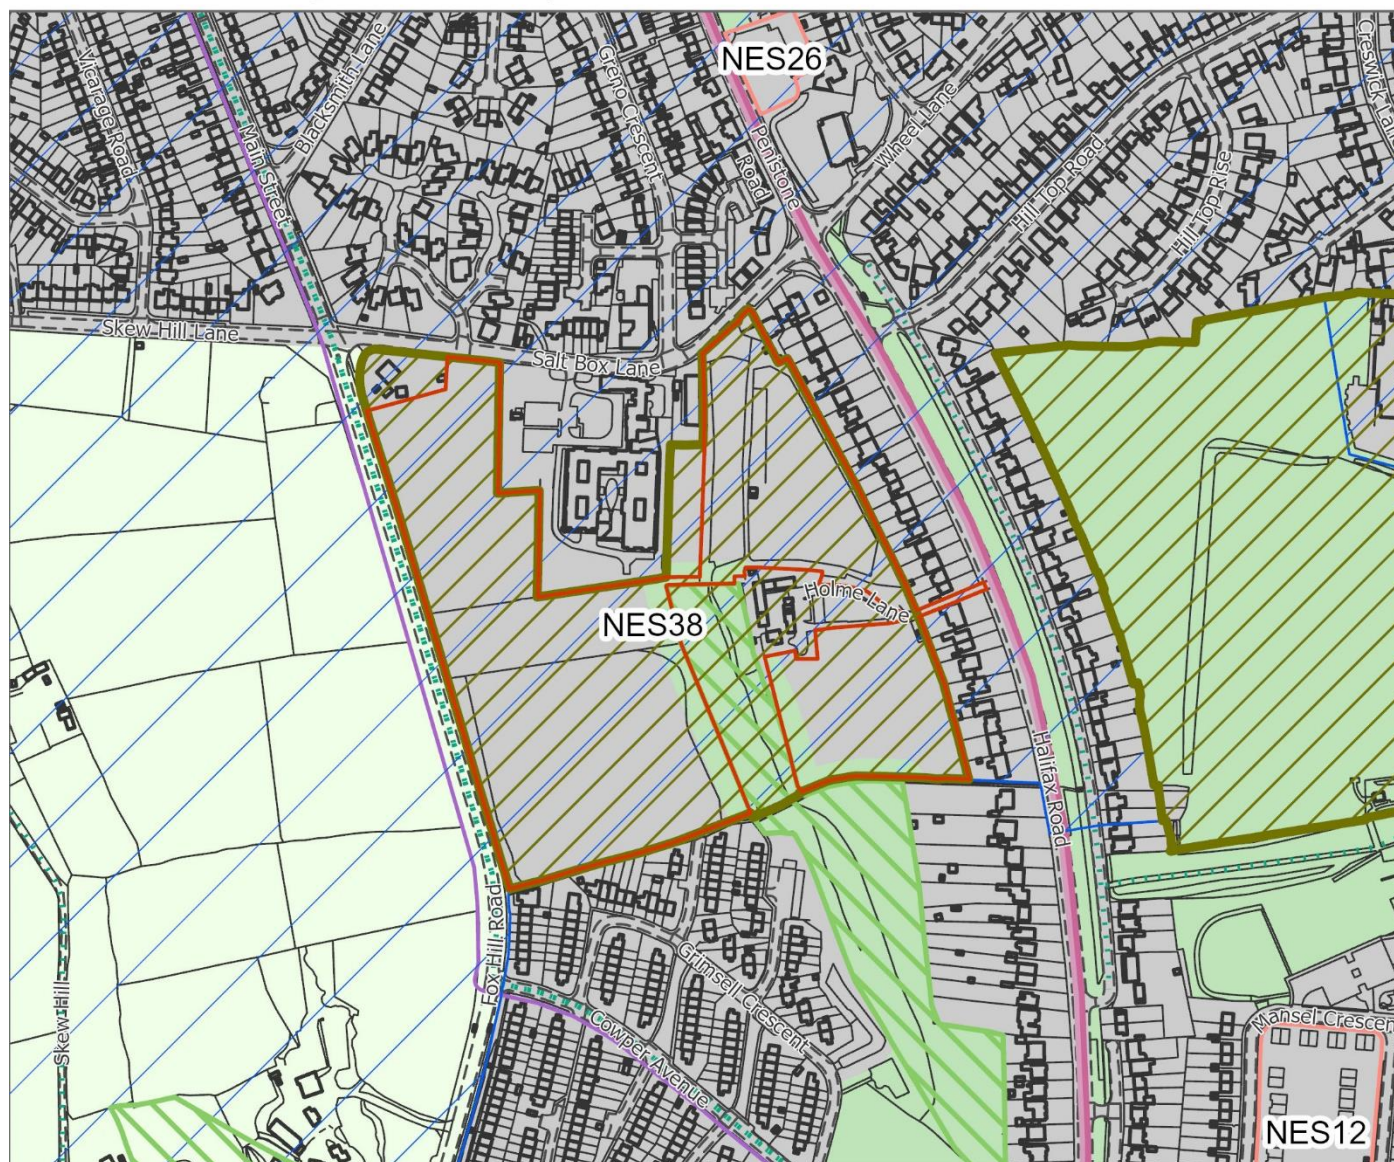 NES26
Vicarage Road
Main Street
Blacksmith Lane
Greno Crescent
Penistone
Road
Wheel Lane
Hill Top Road
Hill Top Rise
Creswick
Skew Hill Lane
Salt Box Lane
Holme Lane
NES38
Halifax Road
Fox Hill Road
Skew Hill
Grimsell Crescent
Cowper Avenue
Mansel Crescen
NES12